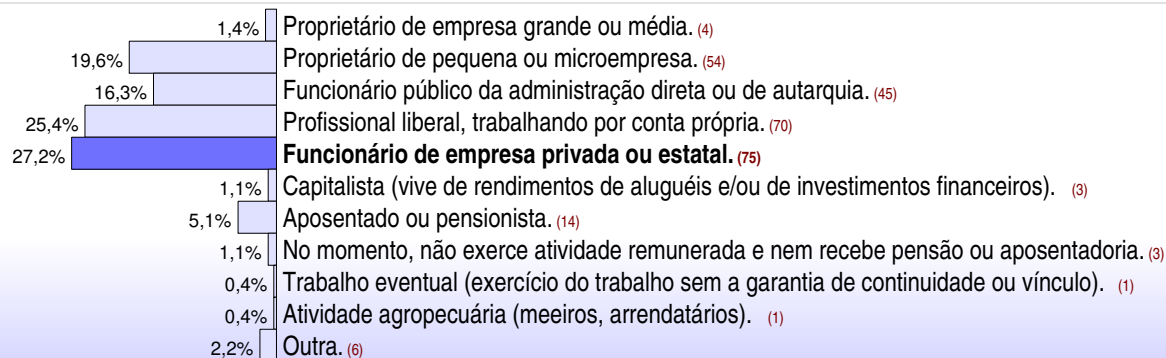 1,4% Proprietário de empresa grande ou média. (4)
19,6% Proprietário de pequena ou microempresa. (54)
16,3% Funcionário público da administração direta ou de autarquia. (45)
25,4% Profissional liberal, trabalhando por conta própria. (70)
27,2% Funcionário de empresa privada ou estatal. (75)
1,1% Capitalista (vive de rendimentos de aluguéis e/ou de investimentos financeiros). (3)
5,1% Aposentado ou pensionista. (14)
1,1% No momento, não exerce atividade remunerada e nem recebe pensão ou aposentadoria. (3)
0,4% Trabalho eventual (exercício do trabalho sem a garantia de continuidade ou vínculo). (1)
0,4% Atividade agropecuária (meeiros, arrendatários). (1)
2,2% Outra. (6)